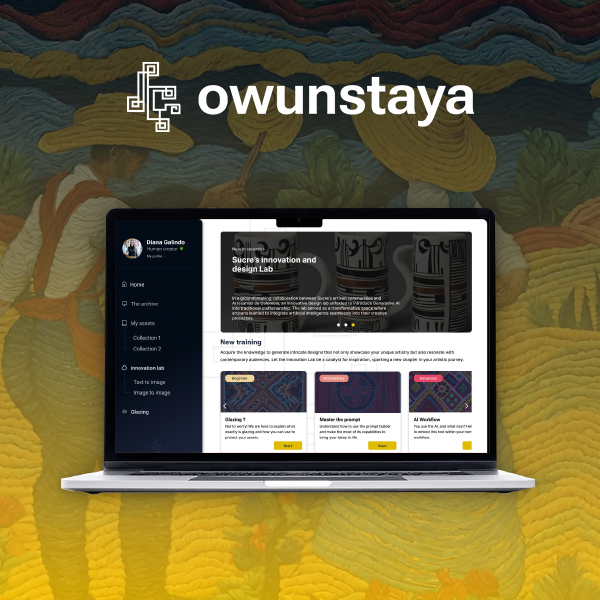 owunstaya
Diana Galindo
Human creator
My profile
Home
The archive
My assets
Collection 1
Collection 2
Innovation lab
Text to image
Image to image
Glazing
New in ceramics
Sucre's innovation and
design Lab
In a groundbreaking collaboration between Sucre's artisan communities and
Artesanías de Colombia, an innovative design lab unfolded to introduce Generative AI
into traditional craftsmanship. The lab served as a transformative space where
artisans learned to integrate artificial intelligence seamlessly into their creative
processes.
New training
Acquire the knowledge to generate intricate designs that not only showcase your unique artistry but also resonate with
contemporary audiences. Let the Innovation Lab be a catalyst for inspiration, sparking a new chapter in your artistic journey.
Beginner
Intermediary
Advanced
Glazing ?
Not to worry! We are here to explain what
exactly is glazing and how you can use to
protect your assets.
Start
Master the prompt
Understand how to use the prompt builder
and make the most of its capabilities to
bring your ideas to life.
Start
AI Workflow
You use the AI, and what next? He
to embed this tool within your own
workflow.